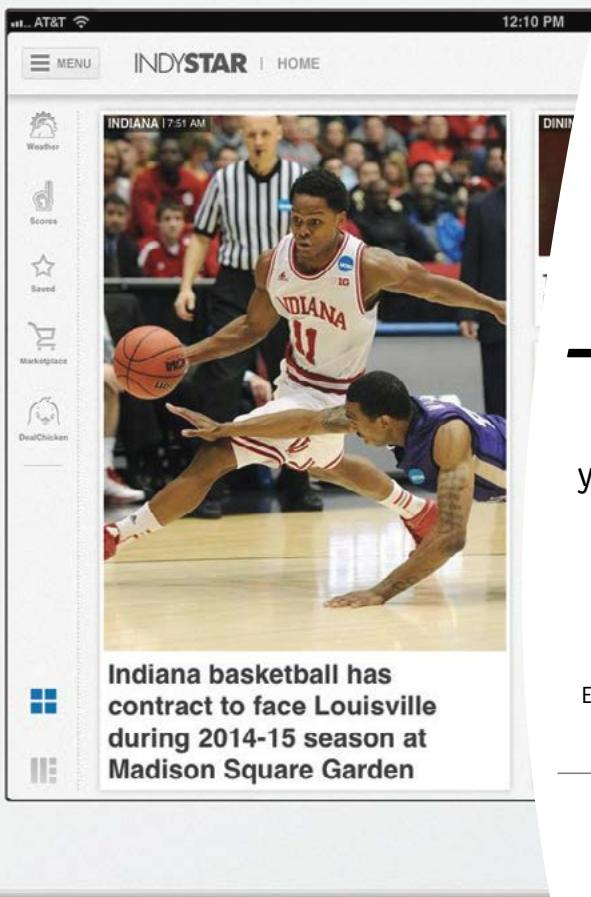 AT&T
12:10 PM
MENU
INDYSTAR | HOME
Weather
Scores
Saved
Marketplace
DealChicken
INDIANA | 7:51 AM
INDIANA
11
Indiana basketball has
contract to face Louisville
during 2014-15 season at
Madison Square Garden
y
E